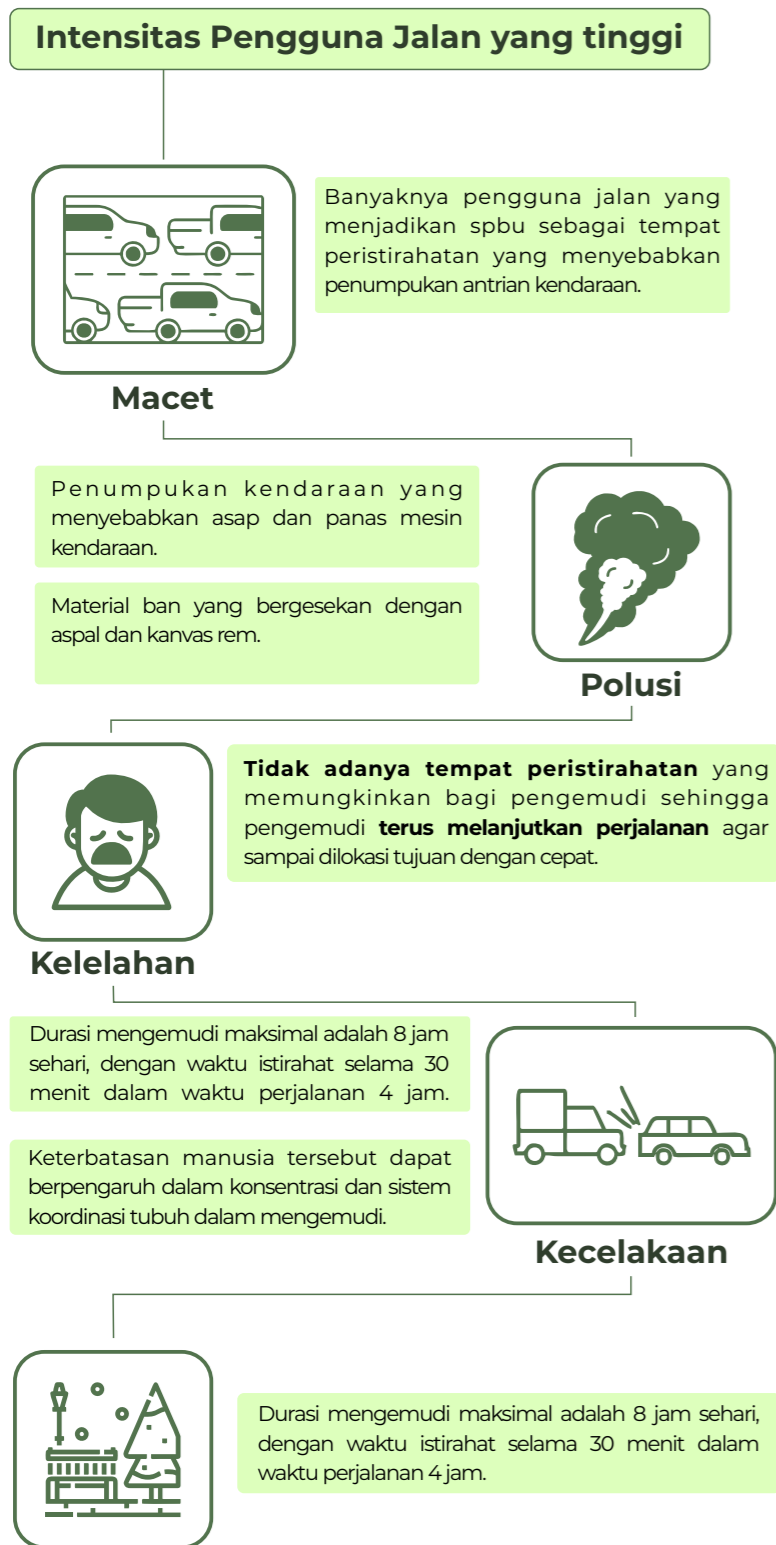 Intensitas Pengguna Jalan yang tinggi
Banyaknya pengguna jalan yang
menjadikan spbu sebagai tempat
peristirahatan yang menyebabkan
penumpukan antrian kendaraan.
Macet
Penumpukan kendaraan yang
menyebabkan asap dan panas mesin
kendaraan.
Material ban yang bergesekan dengan
aspal dan kanvas rem.
Polusi
Tidak adanya tempat peristirahatan yang
memungkinkan bagi pengemudi sehingga
pengemudi terus melanjutkan perjalanan agar
sampai dilokasi tujuan dengan cepat.
Kelelahan
Durasi mengemudi maksimal adalah 8 jam
sehari, dengan waktu istirahat selama 30
menit dalam waktu perjalanan 4 jam.
Keterbatasan manusia tersebut dapat
berpengaruh dalam konsentrasi dan sistem
koordinasi tubuh dalam mengemudi.
Kecelakaan
Durasi mengemudi maksimal adalah 8 jam sehari,
dengan waktu istirahat selama 30 menit dalam
waktu perjalanan 4 jam.